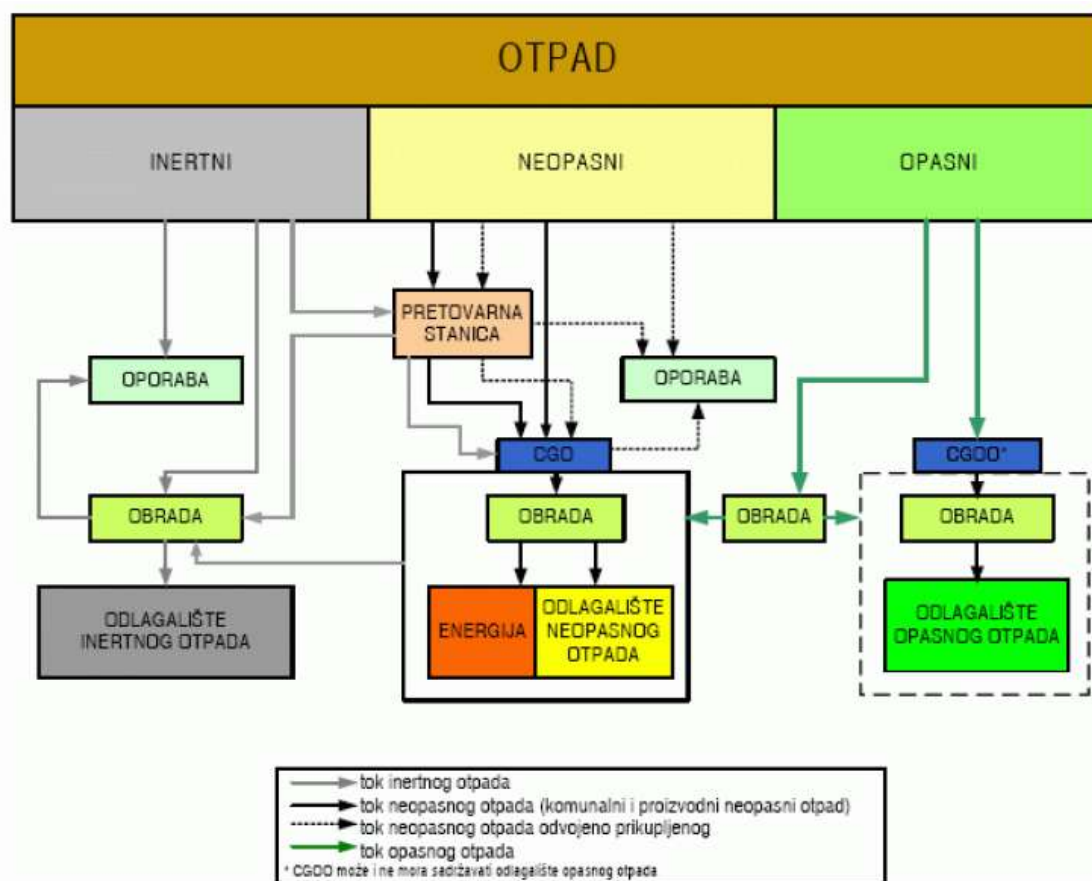 OTPAD
INERTNI
NEOPASNI
OPASNI
PRETOVARNA
STANICA
OPORABA
OPORABA
CGO
CGOO*
OBRADA
OBRADA
OBRADA
OBRADA
ODLAGALIŠTE
INERTNOG OTPADA
ENERGIJA
ODLAGALIŠTE
NEOPASNOG
OTPADA
ODLAGALIŠTE
OPASNOG OTPADA
tok inertnog otpada
tok neopasnog otpada (komunalni i proizvodni neopasni otpad)
tok neopasnog otpada odvojeno prikupljenog
tok opasnog otpada
* CGOO može i ne mora sadržavati odlagalište opasnog otpada